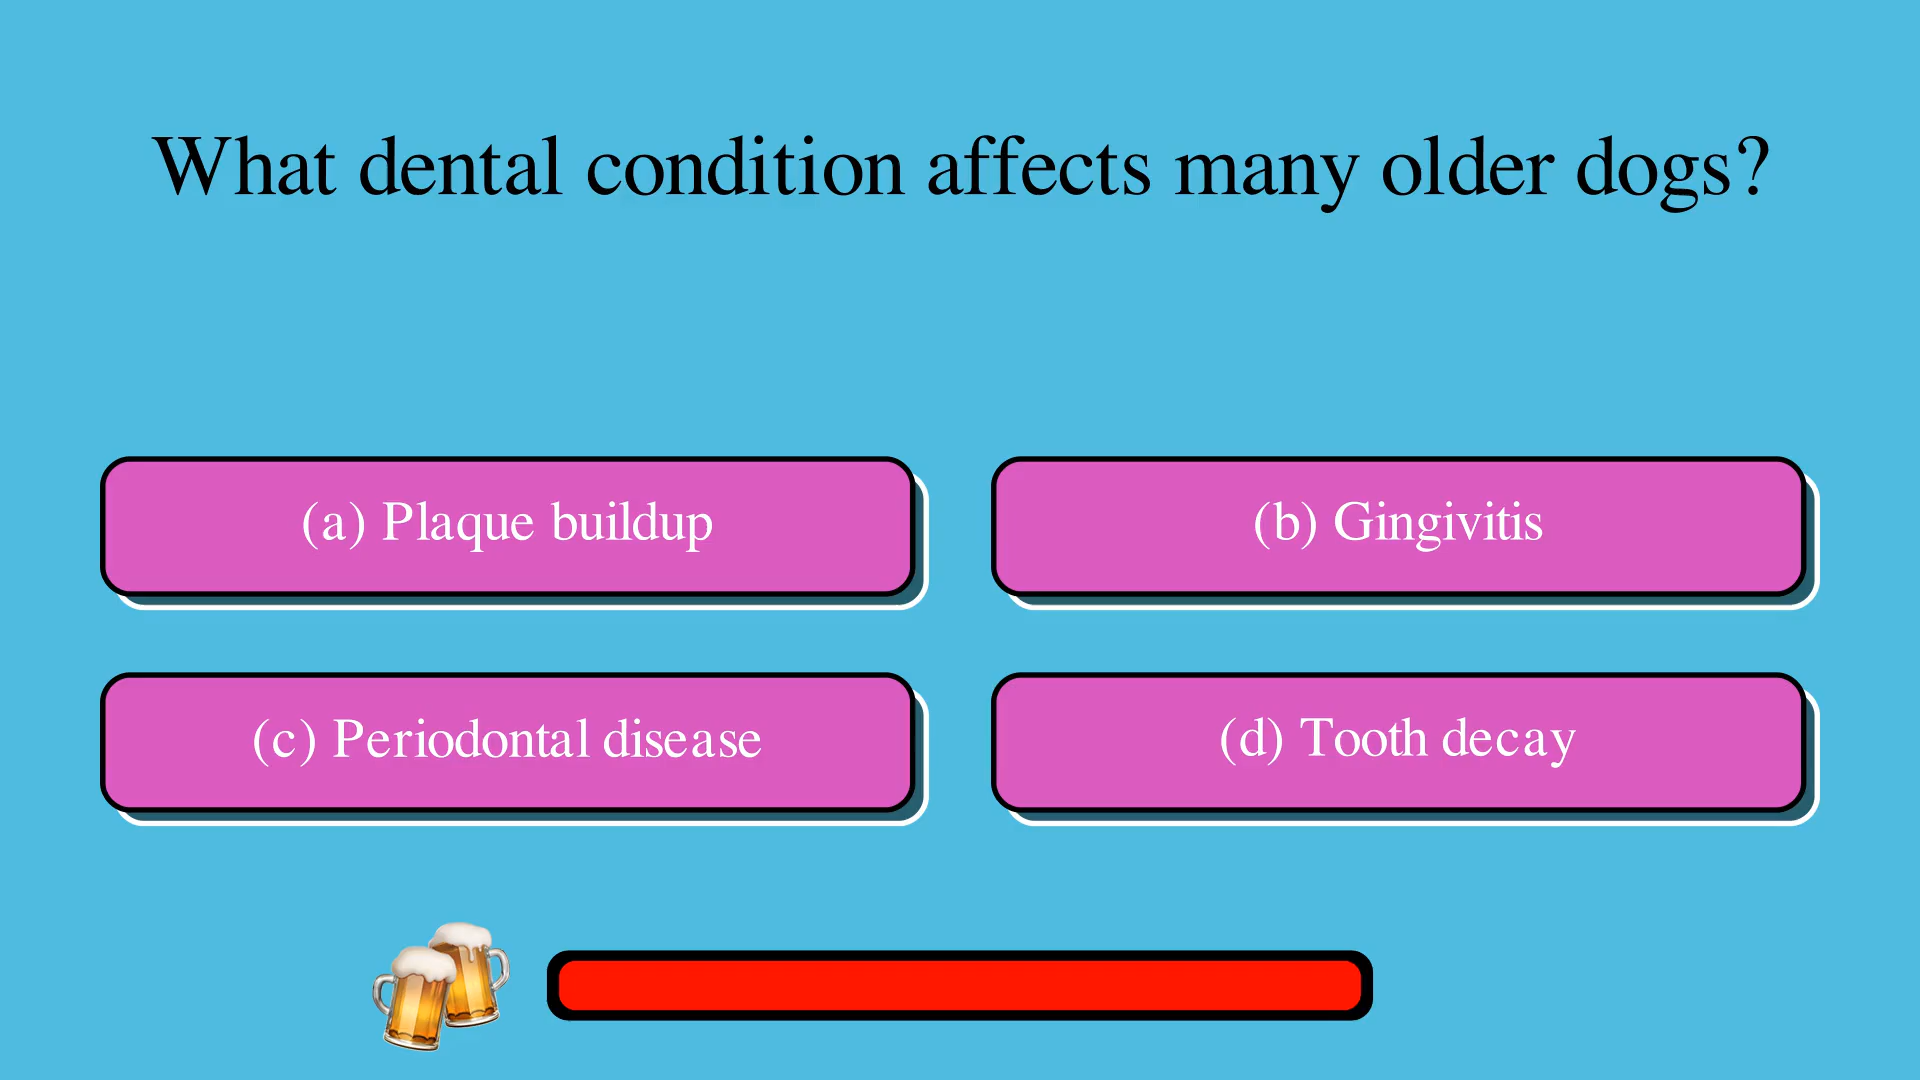 What dental condition affects many older dogs?
(a) Plaque buildup
(b) Gingivitis
(c) Periodontal disease
(d) Tooth decay